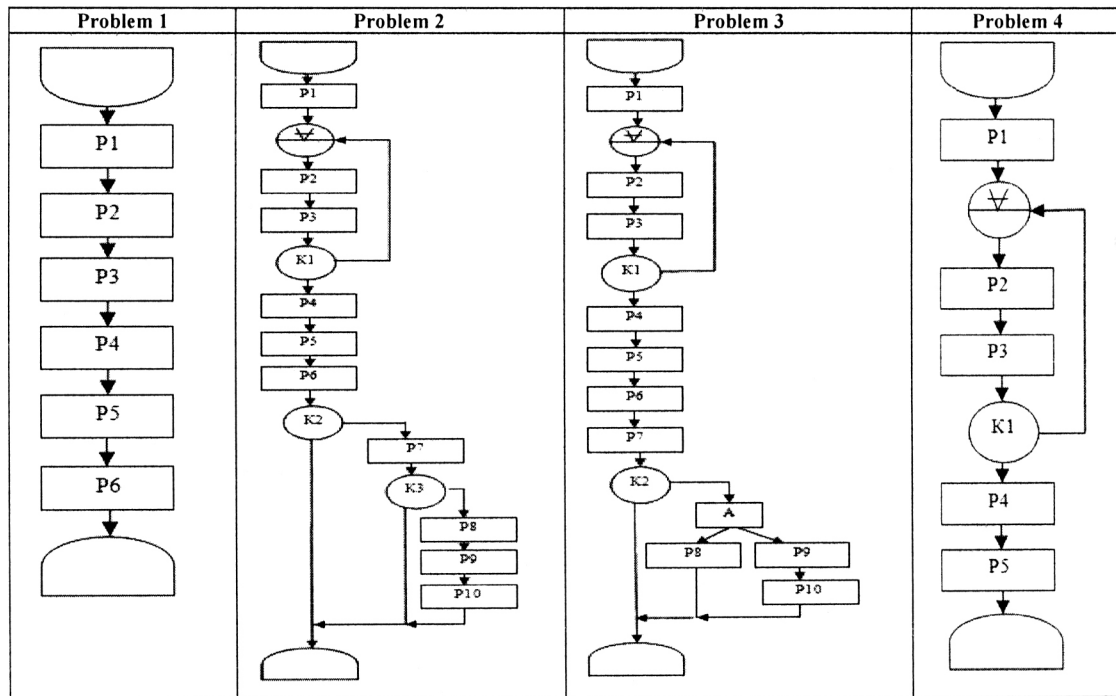 Problem 1
Problem 2
Problem 3
Problem 4
P1
P2
P3
P4
P5
P6
P1
P2
P3
K1
P4
P5
P6
K2
P7
K3
P8
P9
P10
P1
P2
P3
K1
P4
P5
P6
P7
K2
A
P8
P9
P10
P1
P2
P3
K1
P4
P5